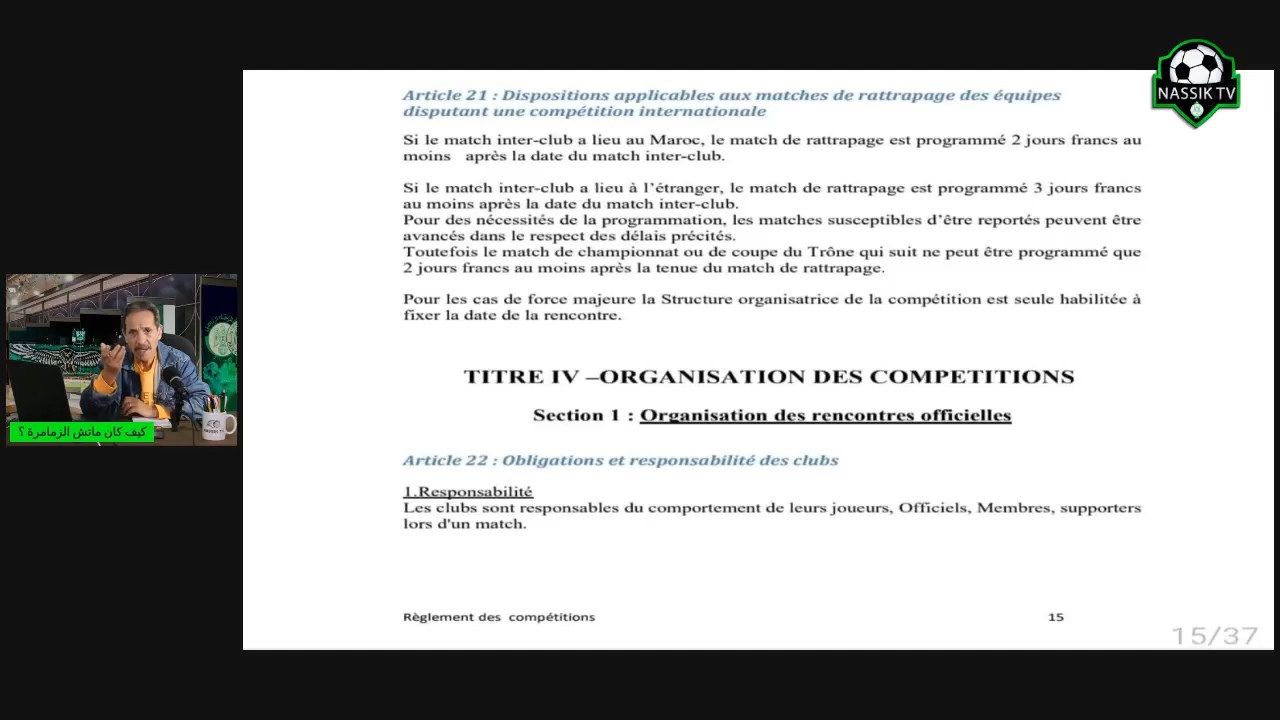 NASSIK TV
Article 21 : Dispositions applicables aux matches de rattrapage des équipes
disputant une compétition internationale
Si le match inter-club a lieu au Maroc, le match de rattrapage est programmé 2 jours francs au
moins après la date du match inter-club.
Si le match inter-club a lieu à l'étranger, le match de rattrapage est programmé 3 jours francs
au moins après la date du match inter-club.
Pour des nécessités de la programmation, les matches susceptibles d'être reportés peuvent être
avancés dans le respect des délais précités.
Toutefois le match de championnat ou de coupe du Trône qui suit ne peut être programmé que
2 jours francs au moins après la tenue du match de rattrapage.
Pour les cas de force majeure la Structure organisatrice de la compétition est seule habilitée à
fixer la date de la rencontre.
TITRE IV –ORGANISATION DES COMPETITIONS
Section 1 : Organisation des rencontres officielles
Article 22 : Obligations et responsabilité des clubs
1.Responsabilité
Les clubs sont responsables du comportement de leurs joueurs, Officiels, Membres, supporters
lors d'un match.
Règlement des compétitions 15
15/37
كيف كان ماتش الزمامرة ؟